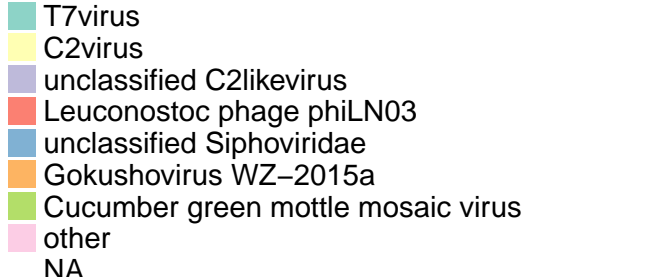 T7virus
C2virus
unclassified C2likevirus
Leuconostoc phage phiLN03
unclassified Siphoviridae
Gokushovirus WZ−2015a
Cucumber green mottle mosaic virus
other
NA